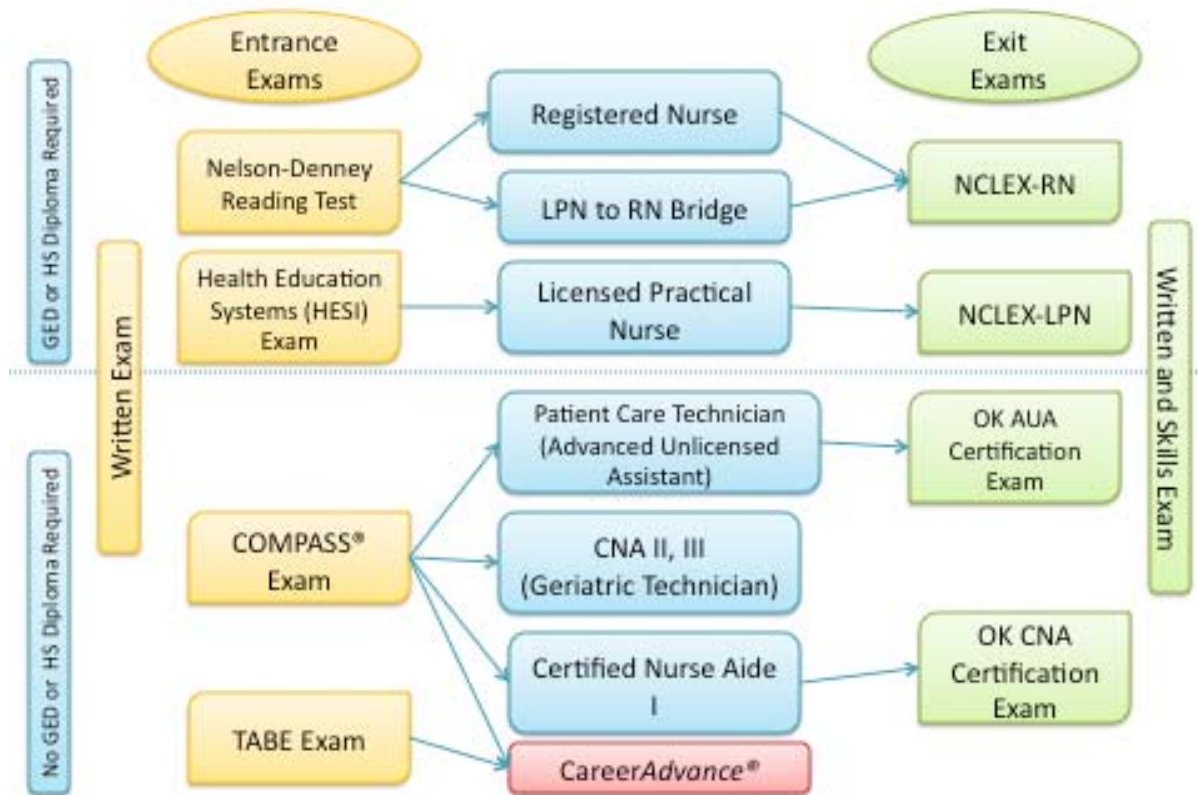 Entrance
Exams
Exit
Exams
GED or HS Diploma Required
Written Exam
Nelson-Denney
Reading Test
Registered Nurse
LPN to RN Bridge
NCLEX-RN
Health Education
Systems (HESI)
Exam
Licensed Practical
Nurse
NCLEX-LPN
Written and Skills Exam
No GED or HS Diploma Required
COMPASS®
Exam
Patient Care Technician
(Advanced Unlicensed
Assistant)
OK AUA
Certification
Exam
CNA II, III
(Geriatric Technician)
Certified Nurse Aide
I
OK CNA
Certification
Exam
TABE Exam
CareerAdvance®